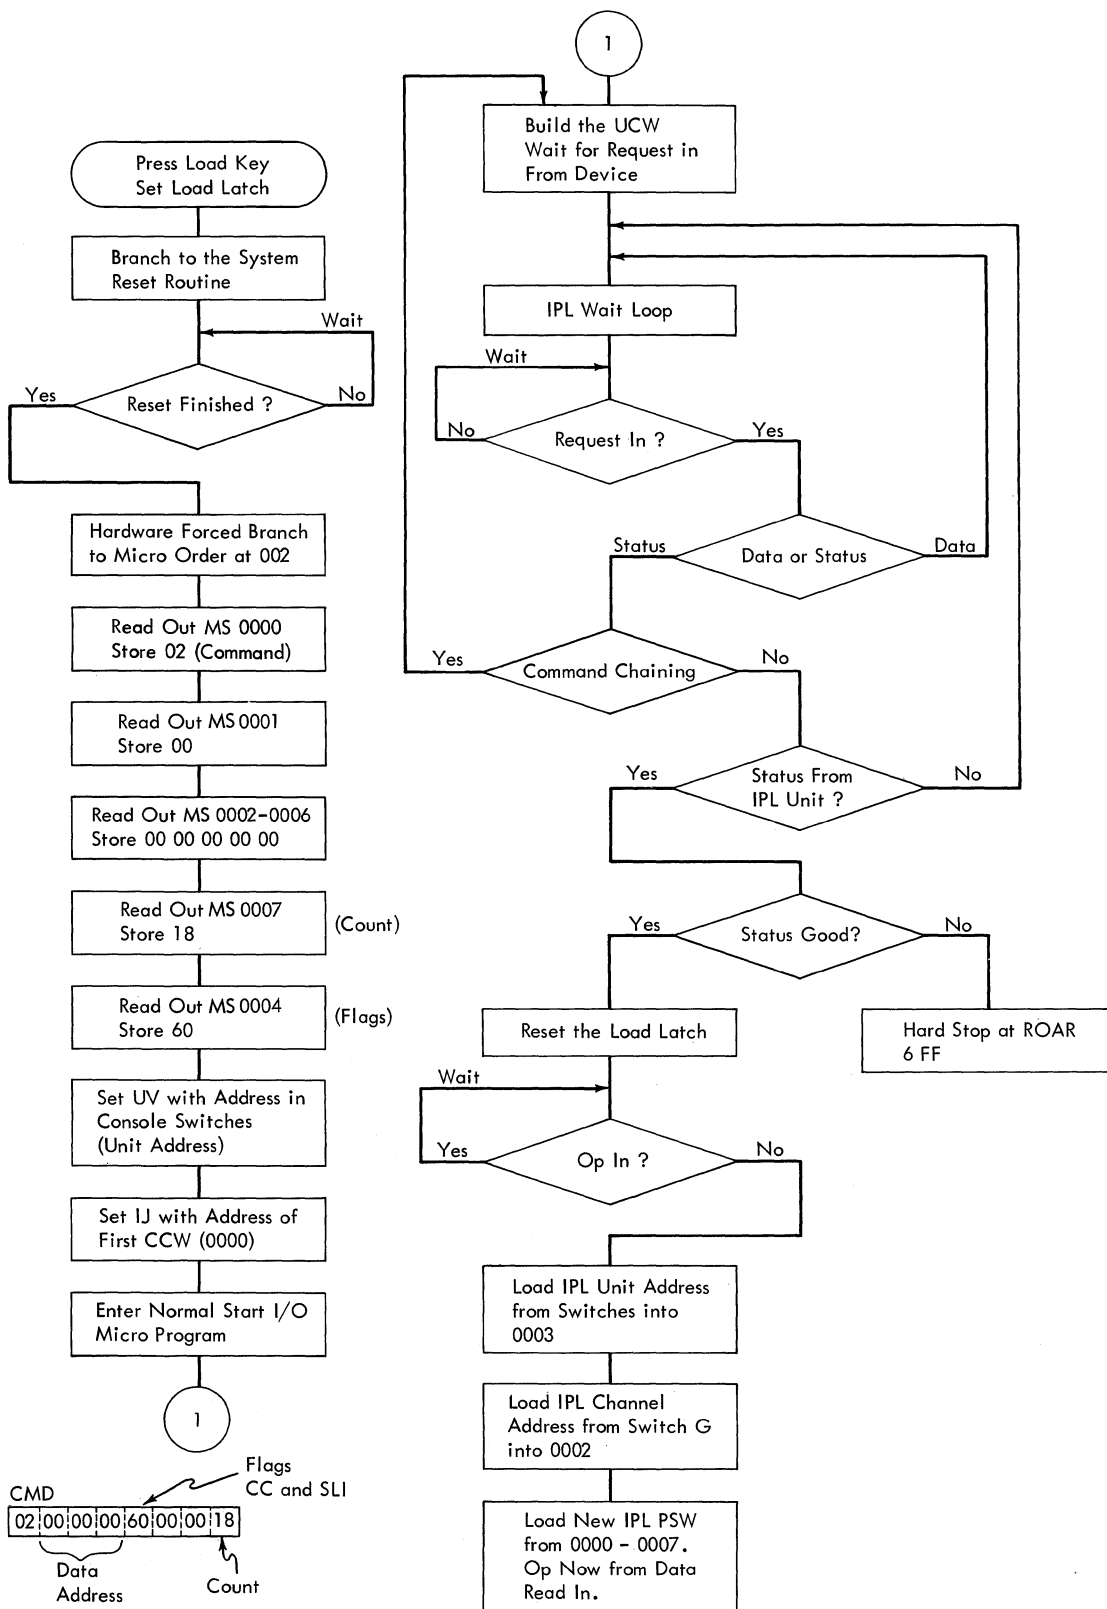 Press Load Key
Set Load Latch
Branch to the System
Reset Routine
Wait
Yes
Reset Finished ?
No
Hardware Forced Branch
to Micro Order at 002
Read Out MS 0000
Store 02 (Command)
Read Out MS 0001
Store 00
Read Out MS 0002-0006
Store 00 00 00 00 00
Read Out MS 0007
Store 18
(Count)
Read Out MS 0004
Store 60
(Flags)
Set UV with Address in
Console Switches
(Unit Address)
Set IJ with Address of
First CCW (0000)
Enter Normal Start I/O
Micro Program
1
Flags
CC and SLI
CMD
02 00 00 00 60 00 00 18
Data
Address
Count
1
Build the UCW
Wait for Request in
From Device
IPL Wait Loop
Wait
No
Request In ?
Yes
Status
Data or Status
Data
Yes
Command Chaining
No
Yes
Status From
IPL Unit ?
No
Yes
Status Good?
No
Reset the Load Latch
Hard Stop at ROAR
6 FF
Wait
Yes
Op In ?
No
Load IPL Unit Address
from Switches into
0003
Load IPL Channel
Address from Switch G
into 0002
Load New IPL PSW
from 0000 - 0007.
Op Now from Data
Read In.